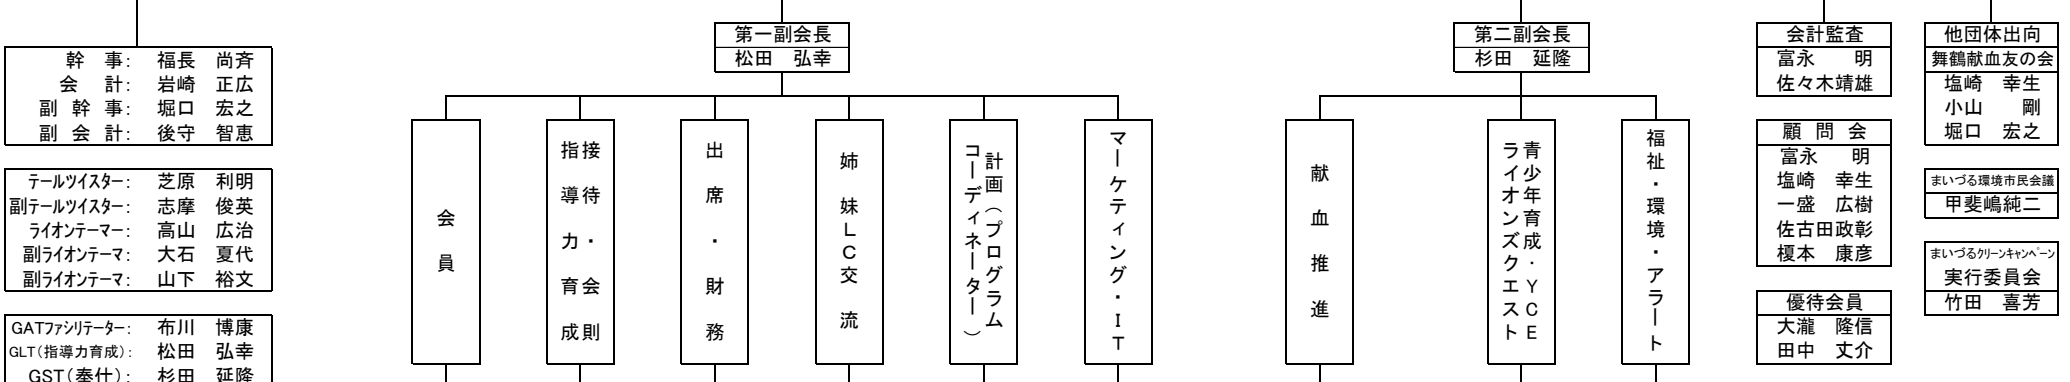 幹　事：　福長　尚斉
会　計：　岩崎　正広
副 幹 事：　堀口　宏之
副 会 計：　後守　智恵
テールツイスター：　芝原　利明
副テールツイスター：　志摩　俊英
ライオンテーマー：　高山　広治
副ライオンテーマ：　大石　夏代
副ライオンテーマ：　山下　裕文
GATファシリテーター：　布川　博康
GLT(指導力育成)：　松田　弘幸
GST(奉仕)：　杉田　延隆
第一副会長
松田　弘幸
会員
接待・会則
指導力育成
出席・財務
姉妹LC交流
計画（プログラム
コーディネーター）
マーケティング・IT
第二副会長
杉田　延隆
献血推進
青少年育成・YCE
ライオンズクエスト
福祉・環境・アラート
会計監査
富永　明
佐々木靖雄
顧 問 会
富永　明
塩崎　幸生
一盛　広樹
佐古田政彰
榎本　康彦
優待会員
大瀧　隆信
田中　丈介
他団体出向
舞鶴献血友の会
塩崎　幸生
小山　剛
堀口　宏之
まいづる環境市民会議
甲斐嶋純二
まいづるクリーンキャンペーン
実行委員会
竹田　喜芳